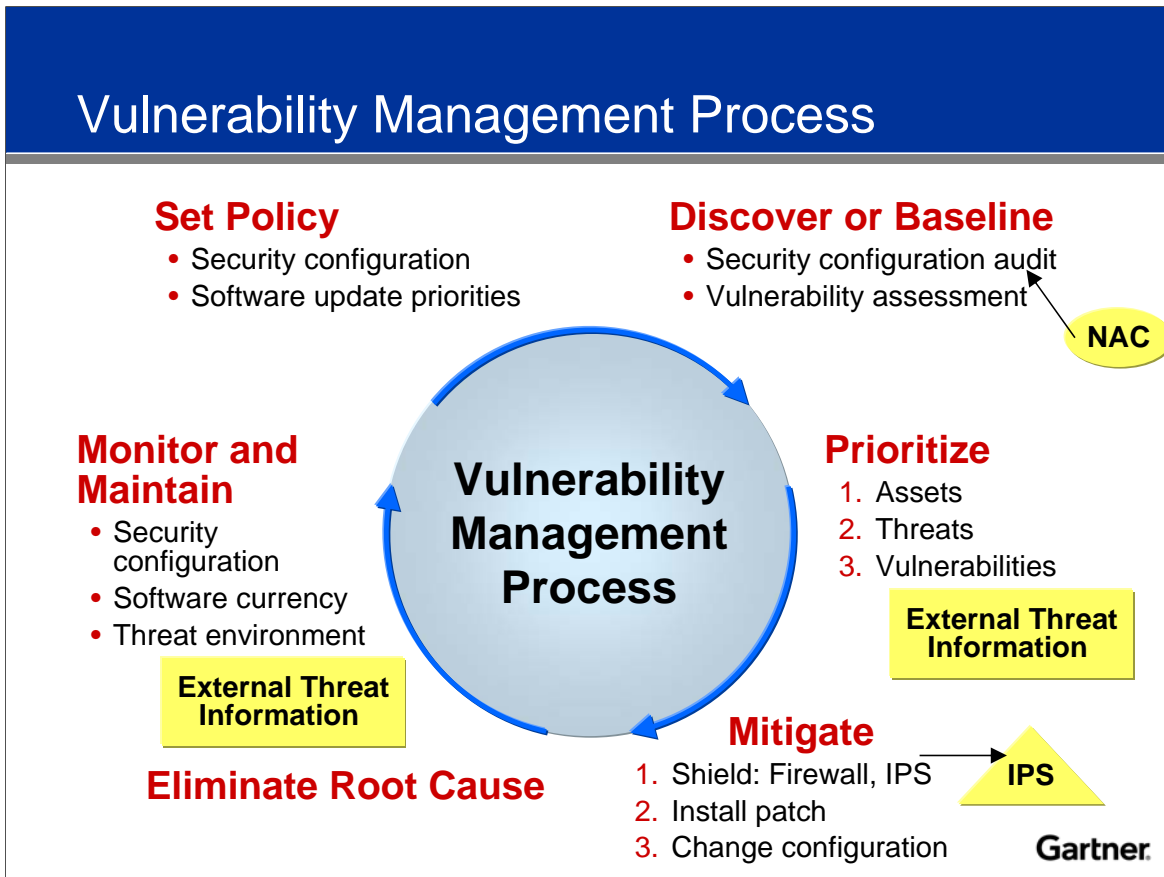 Vulnerability Management Process
Set Policy
• Security configuration
• Software update priorities
Discover or Baseline
• Security configuration audit
• Vulnerability assessment
NAC
Monitor and
Maintain
• Security
configuration
• Software currency
• Threat environment
External Threat
Information
Vulnerability
Management
Process
Prioritize
1. Assets
2. Threats
3. Vulnerabilities
External Threat
Information
Eliminate Root Cause
Mitigate
1. Shield: Firewall, IPS
2. Install patch
3. Change configuration
IPS
Gartner